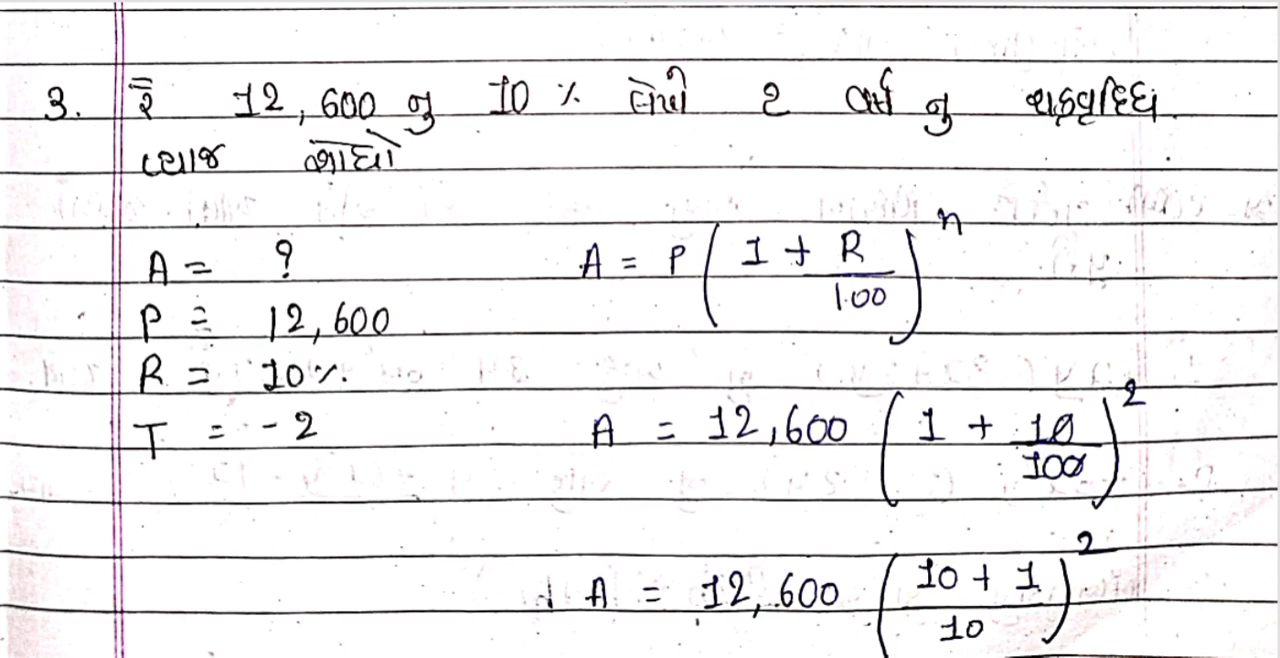 3. ₹ 12,600 નુ 10 % લેખે 2 વર્ષ નુ ચક્રવૃદ્ધિ
વ્યાજ શોધો
A = ? A = P ( 1 + R / 100 )^n
P = 12,600
R = 10 %.
T = - 2 A = 12,600 ( 1 + 10 / 100 )^2
A = 12,600 ( 10 + 1 / 10 )^2